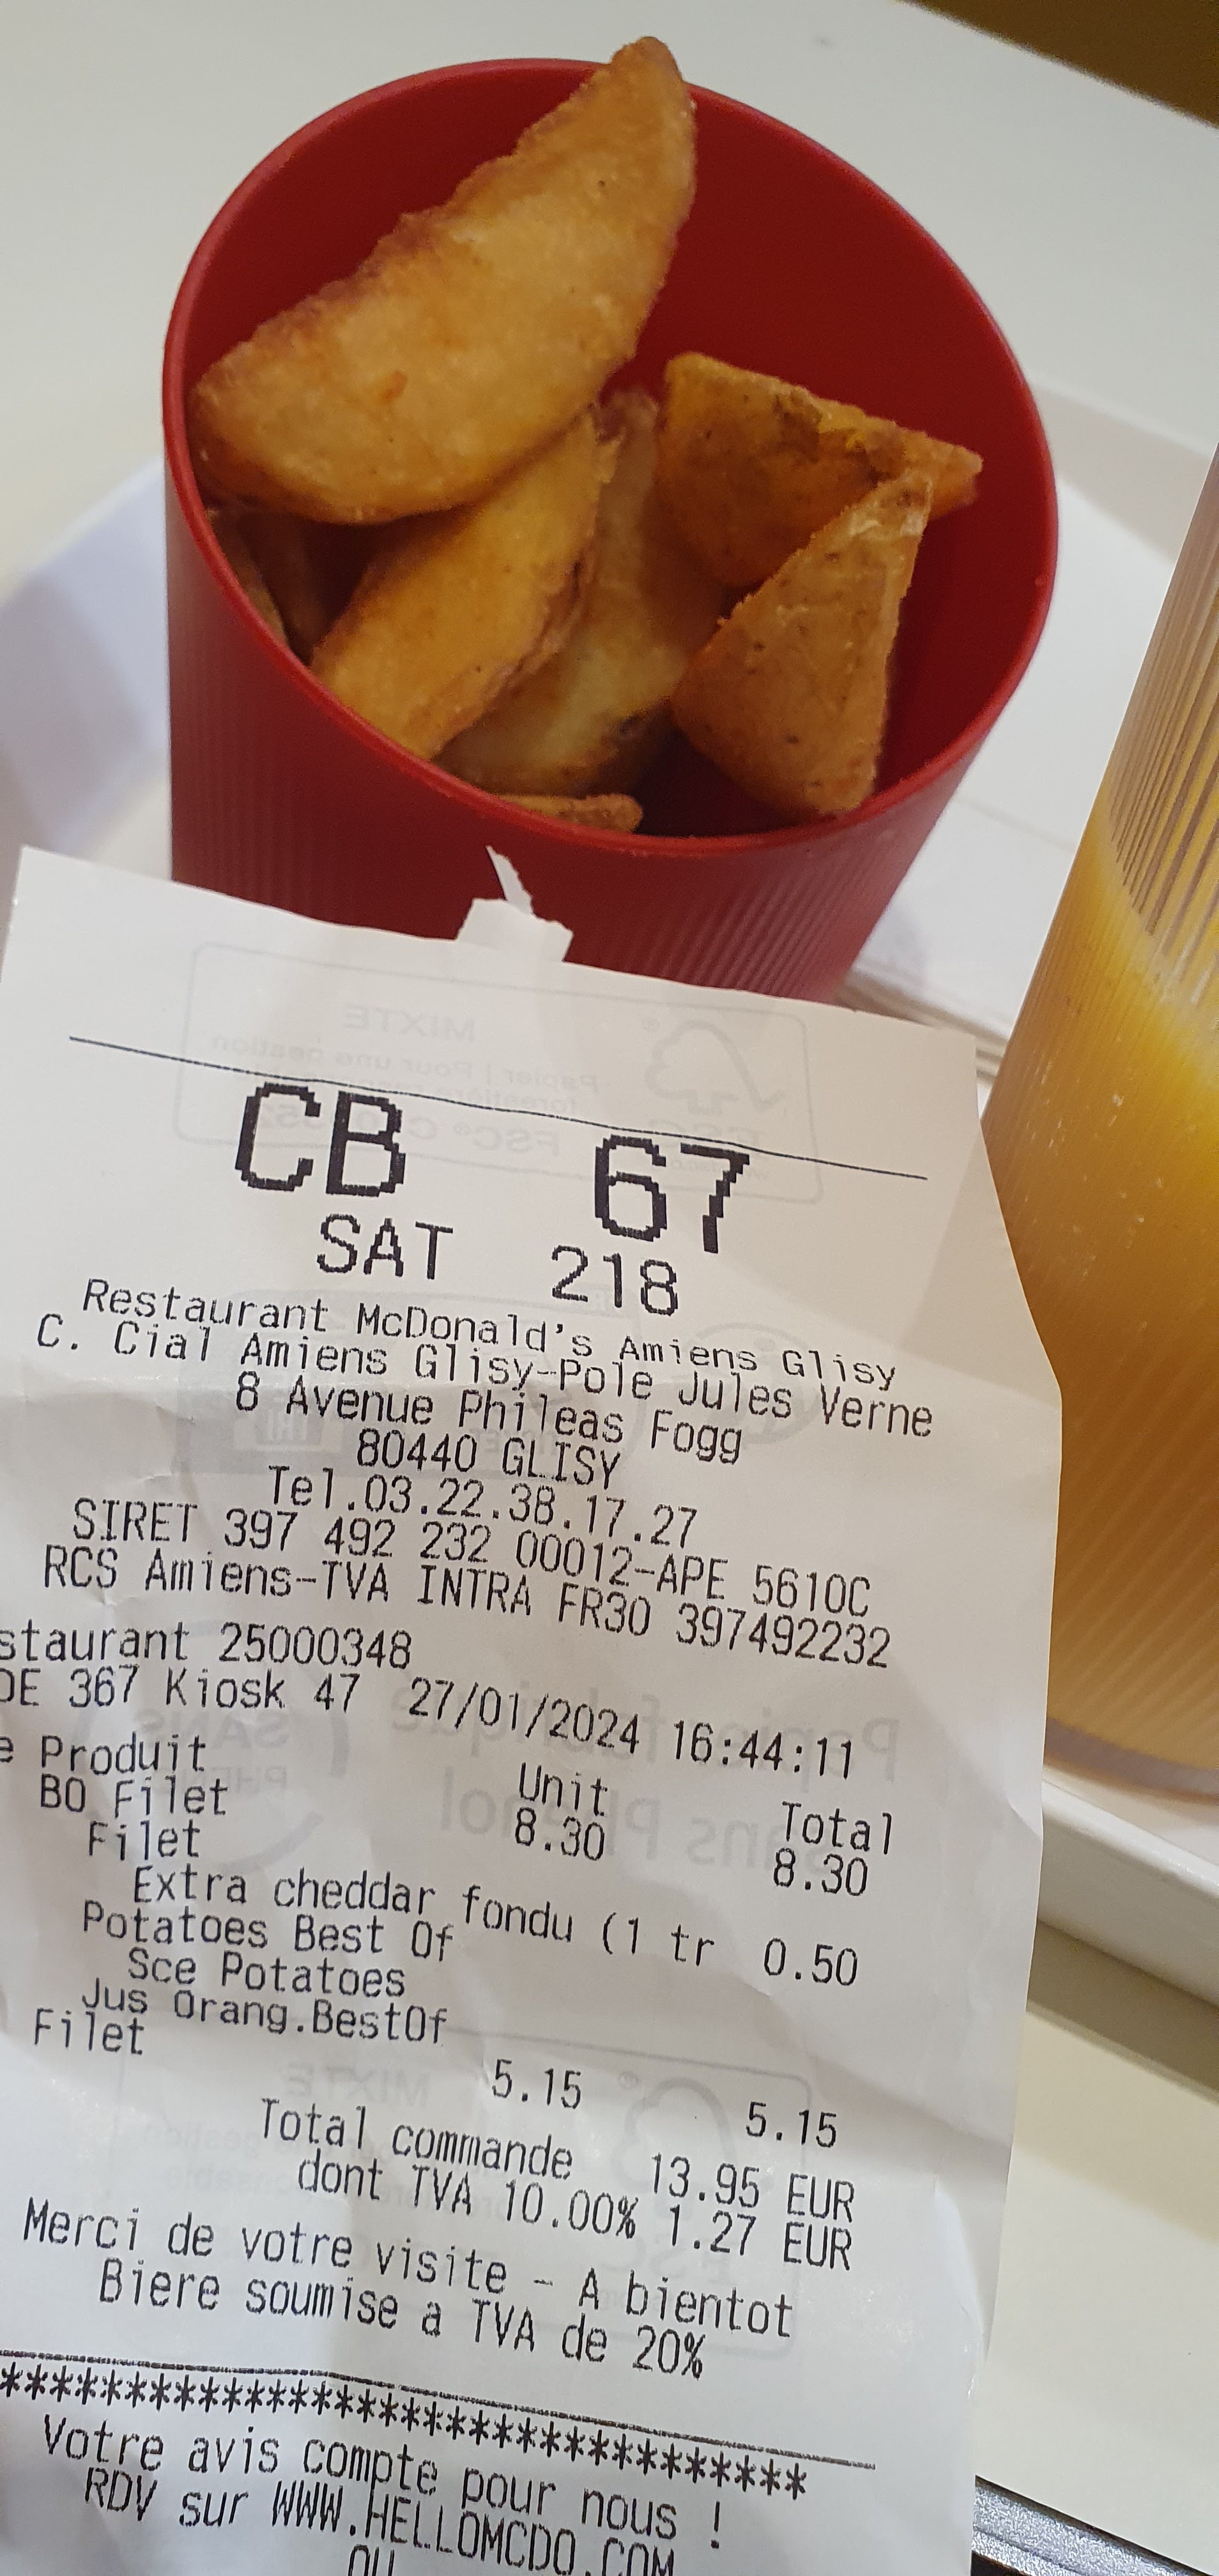 CB 67
SAT 218
Restaurant McDonald's Amiens Glisy
C. Cial Amiens Glisy-Pole Jules Verne
8 Avenue Phileas Fogg
80440 GLISY
Tel.03.22.38.17.27
SIRET 397 492 232 00012-APE 5610C
RCS Amiens-TVA INTRA FR30 397492232
staurant 25000348
DE 367 Kiosk 47 27/01/2024 16:44:11
e Produit Unit Total
BO Filet 8.30 8.30
Filet
Extra cheddar fondu (1 tr 0.50
Potatoes Best Of
Sce Potatoes
Jus Orang.BestOf
Filet 5.15 5.15
Total commande 13.95 EUR
dont TVA 10.00% 1.27 EUR
Merci de votre visite - A bientot
Biere soumise a TVA de 20%
********************************
Votre avis compte pour nous !
RDV sur WWW.HELLOMCDO.COM
OU